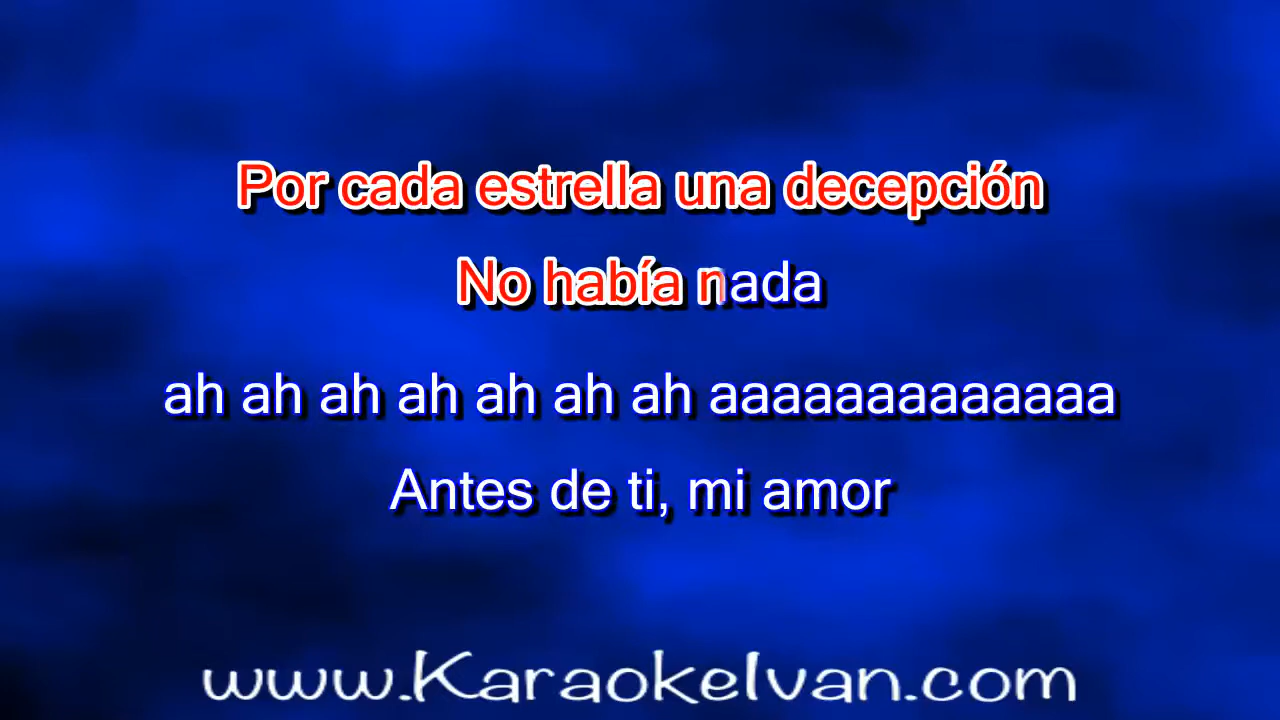 Por cada estrella una decepción
No había nada
ah ah ah ah ah ah ah aaaaaaaaaaaaa
Antes de ti, mi amor
www.KaraokeIvan.com